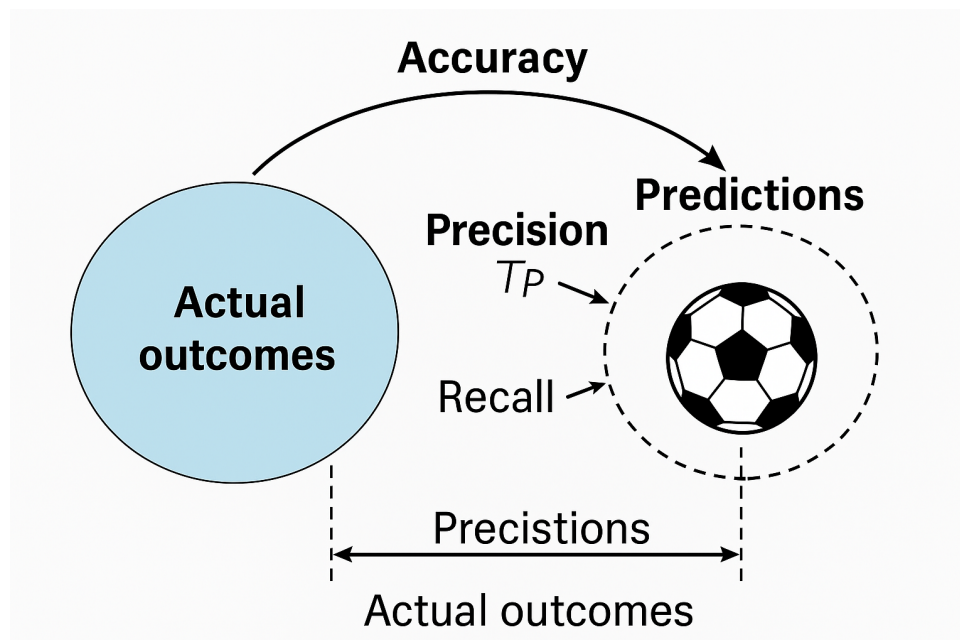 Accuracy
Predictions
Precision
TP
Actual
outcomes
Recall
Precistions
Actual outcomes